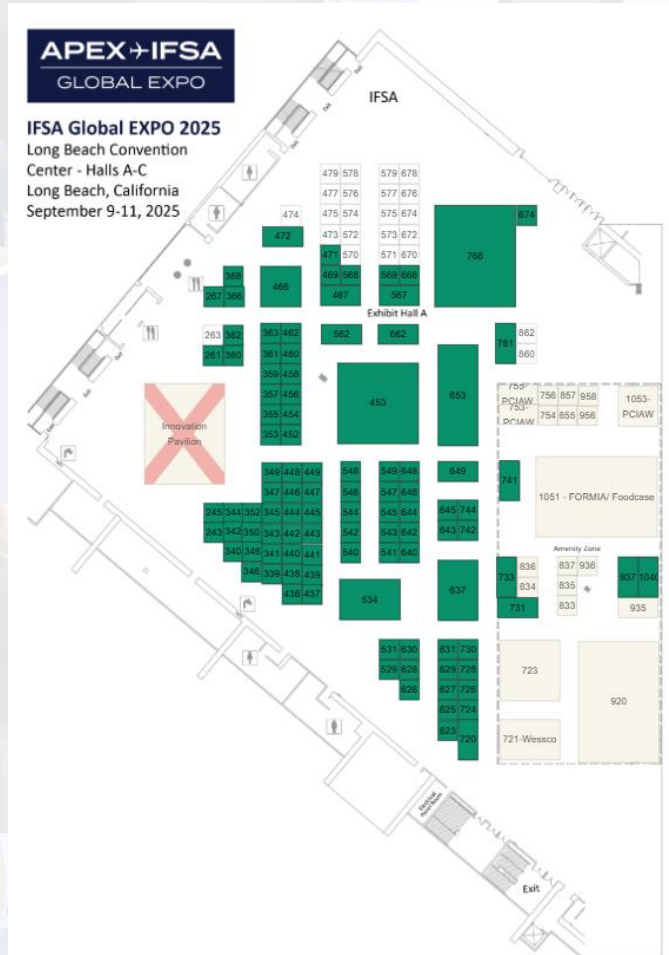 APEX IFSA
GLOBAL EXPO
IFSA Global EXPO 2025
Long Beach Convention
Center - Halls A-C
Long Beach, California
September 9-11, 2025
IFSA
Exit
Exit
479 578 579 678
477 576 577 676
474 475 574 575 674
472 473 572 573 672
674
766
471 570 571 670
368 466 469 568 569 668
267 366 467 567
Exhibit Hall A
263 362 363 462 562 662 761 862
261 360 361 460 860
359 458
357 456
355 454
353 452
453
653
Innovation
Pavilion
755-
PCIAW
756 857 958
753-
PCIAW
754 855 956
1053-
PCIAW
349 448 449 548 549 648 649
741
347 446 447 546 547 646
1051 - FORMIA/ Foodcase
245 344 352 345 444 445 544 545 644 645 744
243 342 350 343 442 443 542 543 642 643 742
340 348 341 440 441 540 541 640
Amenity Zone
346 339 438 439
436 437
534
637
733 836 837 936 937 1040
834 835
731 833 935
531 630 631 730
529 628 629 728
626 627 726
625 724
623 720
723
920
721-Wessco
Electrical
Panel Room
Exit